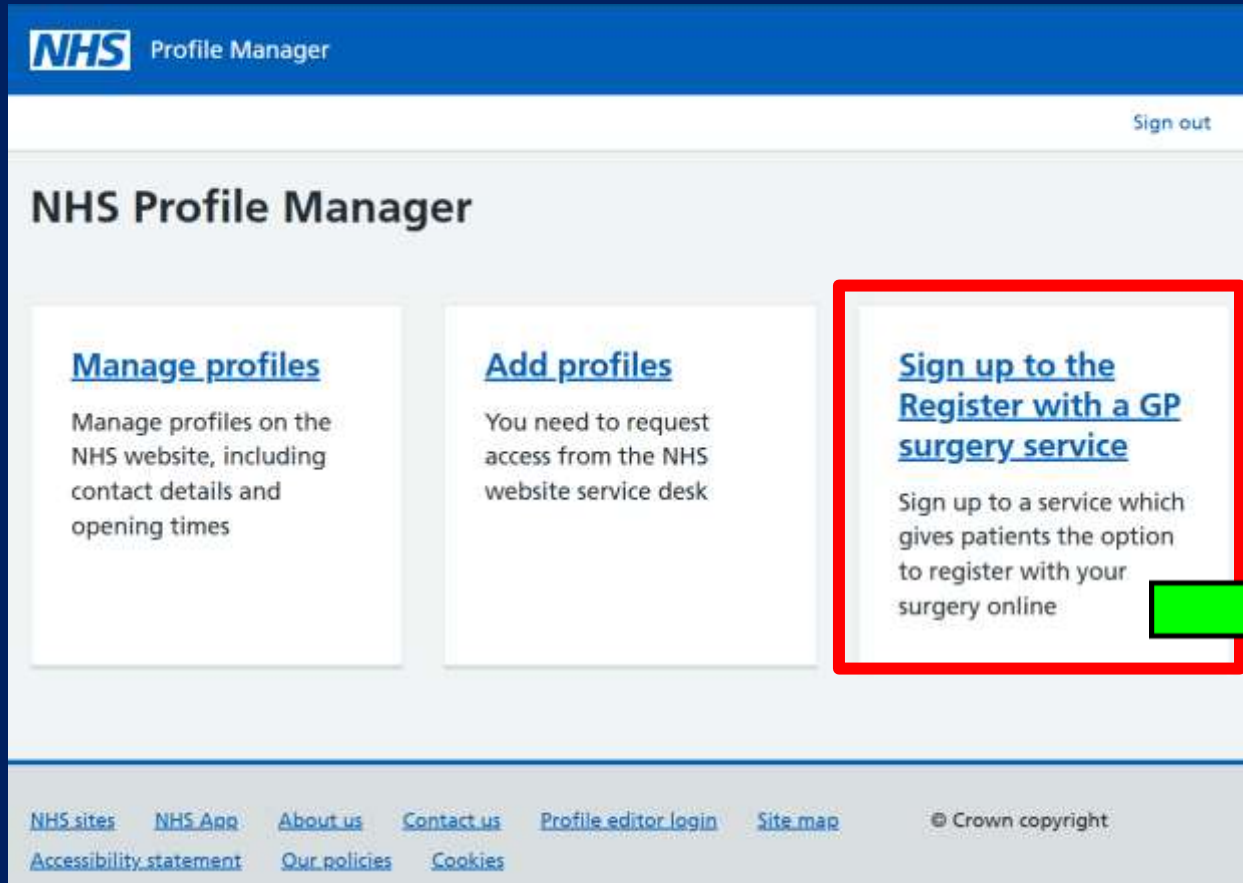 NHS Profile Manager
Sign out
NHS Profile Manager
Manage profiles
Manage profiles on the
NHS website, including
contact details and
opening times
Add profiles
You need to request
access from the NHS
website service desk
Sign up to the
Register with a GP
surgery service
Sign up to a service which
gives patients the option
to register with your
surgery online
NHS sites NHS App About us Contact us Profile editor login Site map © Crown copyright
Accessibility statement Our policies Cookies